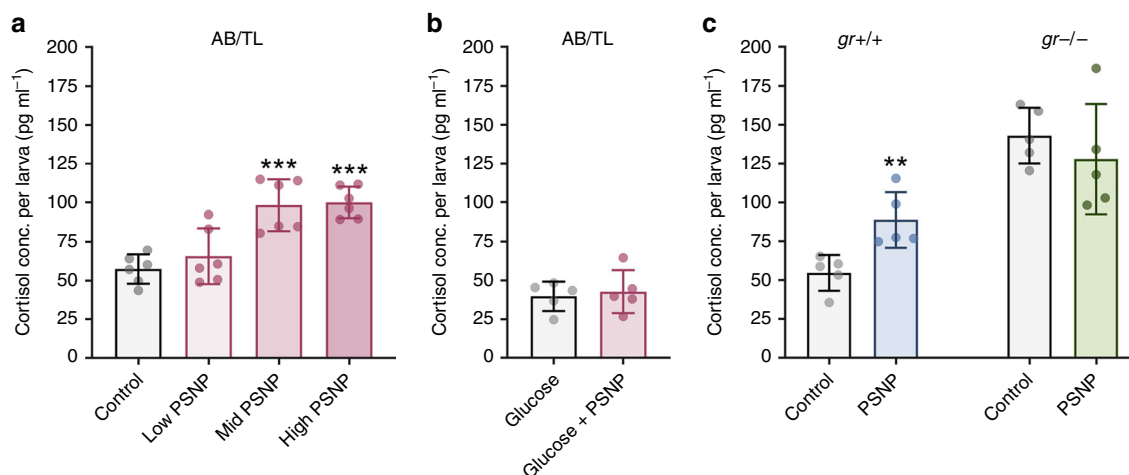 a
AB/TL
Cortisol conc. per larva (pg ml−1)
200
175
150
125
100
75
50
25
0
***
***
Control
Low PSNP
Mid PSNP
High PSNP
b
AB/TL
Cortisol conc. per larva (pg ml−1)
200
175
150
125
100
75
50
25
0
Glucose
Glucose + PSNP
c
gr+/+
gr−/−
Cortisol conc. per larva (pg ml−1)
200
175
150
125
100
75
50
25
0
**
Control
PSNP
Control
PSNP